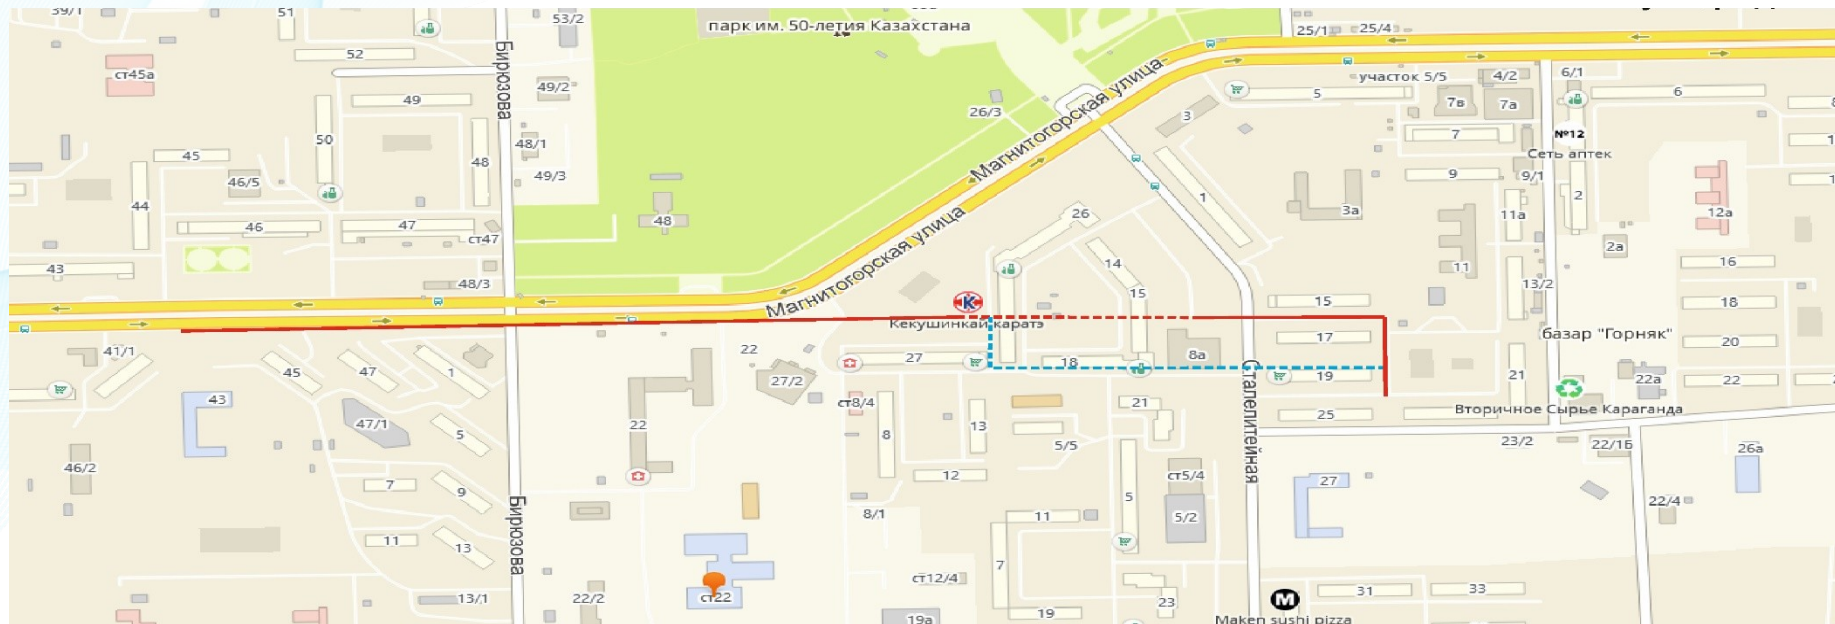 39/1
51
53/2
парк им. 50-летия Казахстана
25/1
25/4
52
Бирюзова
ст45а
49/2
участок 5/5
4/2
6/1
49
26/3
Магнитогорская улица
5
7в
7а
6
3
50
48/1
7
№12
45
48
Сеть аптек
46/5
49/3
9
9/1
44
1
2
12а
46
47
48
26
3а
11а
ст47
Магнитогорская улица
2а
43
14
11
16
48/3
15
13/2
Магнитогорская улица
15
18
Кекушинкай каратэ
базар "Горняк"
17
41/1
22
27
18
8а
20
45
47
1
27/2
Сталелитейная
19
21
22а
22
43
ст8/4
21
25
Вторичное Сырье Караганда
47/1
22
8
13
5
5/5
23/2
22/1Б
26а
46/2
12
ст5/4
27
7
9
Бирюзова
5
22/4
8/1
11
5/2
11
13
7
ст12/4
ст22
13/1
22/2
31
33
23
19
19а
Maken sushi pizza